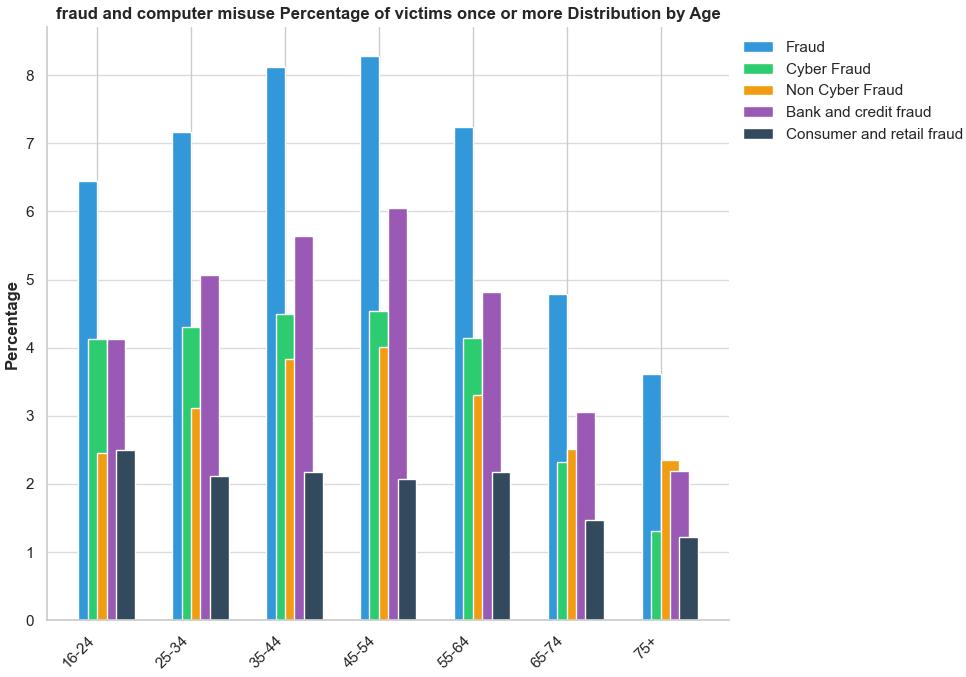 fraud and computer misuse Percentage of victims once or more Distribution by Age
Fraud
Cyber Fraud
Non Cyber Fraud
Bank and credit fraud
Consumer and retail fraud
Percentage
8
7
6
5
4
3
2
1
0
16-24
25-34
35-44
45-54
55-64
65-74
75+